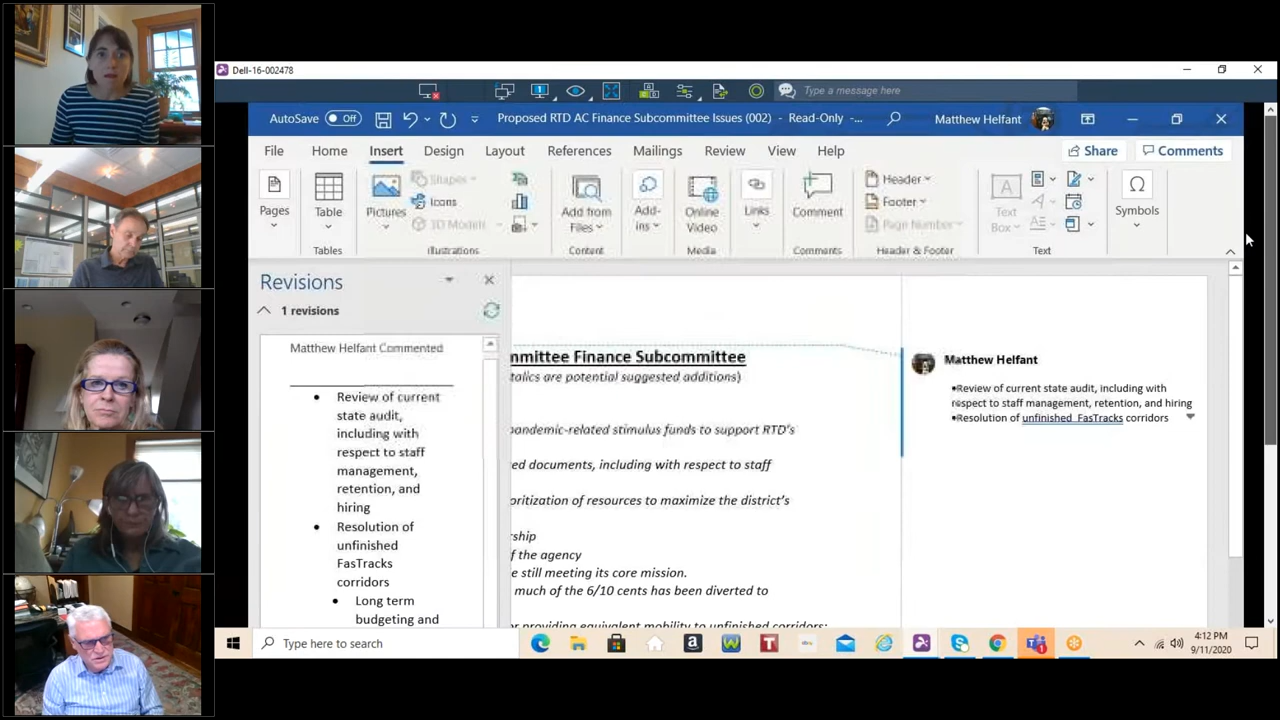 Dell-16-002478
Type a message here
AutoSave Off
Proposed RTD AC Finance Subcommittee Issues (002) - Read-Only -...
Matthew Helfant
File Home Insert Design Layout References Mailings Review View Help
Share Comments
Pages
Table
Tables
Pictures
Shapes
Icons
3D Models
Illustrations
Add from
Files
Content
Add-
ins
Online
Video
Media
Links
Comment
Comments
Header
Footer
Page Number
Header & Footer
Text
Box
Text
Symbols
Revisions
1 revisions
Matthew Helfant Commented
• Review of current
state audit,
including with
respect to staff
management,
retention, and
hiring
• Resolution of
unfinished
FasTracks
corridors
• Long term
budgeting and
mmittee Finance Subcommittee
talics are potential suggested additions)
pandemic-related stimulus funds to support RTD's
ed documents, including with respect to staff
oritization of resources to maximize the district's
rship
f the agency
e still meeting its core mission.
much of the 6/10 cents has been diverted to
or providing equivalent mobility to unfinished corridors;
Matthew Helfant
•Review of current state audit, including with
respect to staff management, retention, and hiring
•Resolution of unfinished FasTracks corridors
Type here to search
4:12 PM
9/11/2020